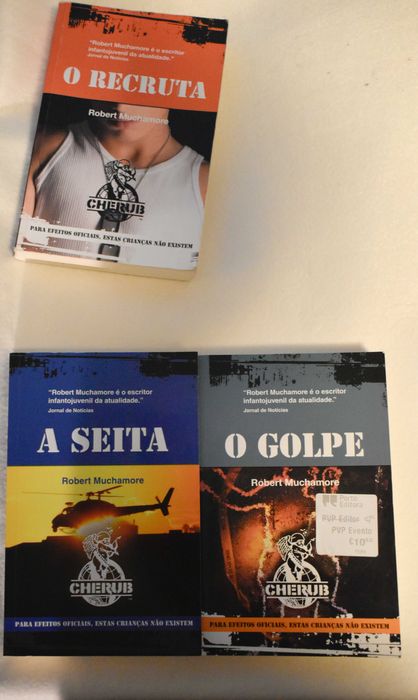 "Robert Muchamore é o escritor
infantojuvenil da atualidade."
Jornal de Notícias
O RECRUTA
Robert Muchamore
CHERUB
PARA EFEITOS OFICIAIS, ESTAS CRIANÇAS NÃO EXISTEM
"Robert Muchamore é o escritor
infantojuvenil da atualidade."
Jornal de Notícias
A SEITA
Robert Muchamore
CHERUB
PARA EFEITOS OFICIAIS, ESTAS CRIANÇAS NÃO EXISTEM
"Robert Muchamore é o escritor
infantojuvenil da atualidade."
Jornal de Notícias
O GOLPE
Robert Muchamore
Porto
Editora
PVP Editor
PVP Evento
€10
CHERUB
PARA EFEITOS OFICIAIS, ESTAS CRIANÇAS NÃO EXISTEM